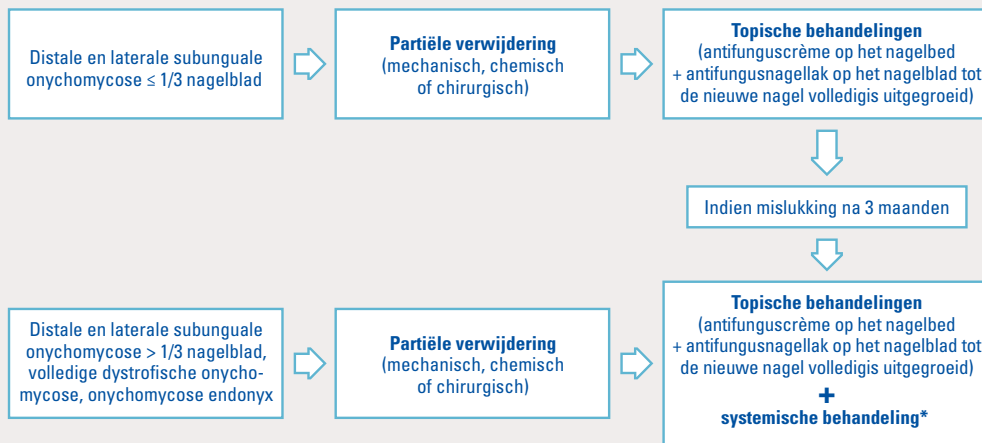 Distale en laterale subunguale
onychomycose ≤ 1/3 nagelblad
Partiële verwijdering
(mechanisch, chemisch
of chirurgisch)
Topische behandelingen
(antifunguscrème op het nagelbed
+ antifungusnagellak op het nagelblad tot
de nieuwe nagel volledigis uitgegroeid)
Indien mislukking na 3 maanden
Distale en laterale subunguale
onychomycose > 1/3 nagelblad,
volledige dystrofische onycho-
mycose, onychomycose endonyx
Partiële verwijdering
(mechanisch, chemisch
of chirurgisch)
Topische behandelingen
(antifunguscrème op het nagelbed
+ antifungusnagellak op het nagelblad tot
de nieuwe nagel volledigis uitgegroeid)
+
systemische behandeling*